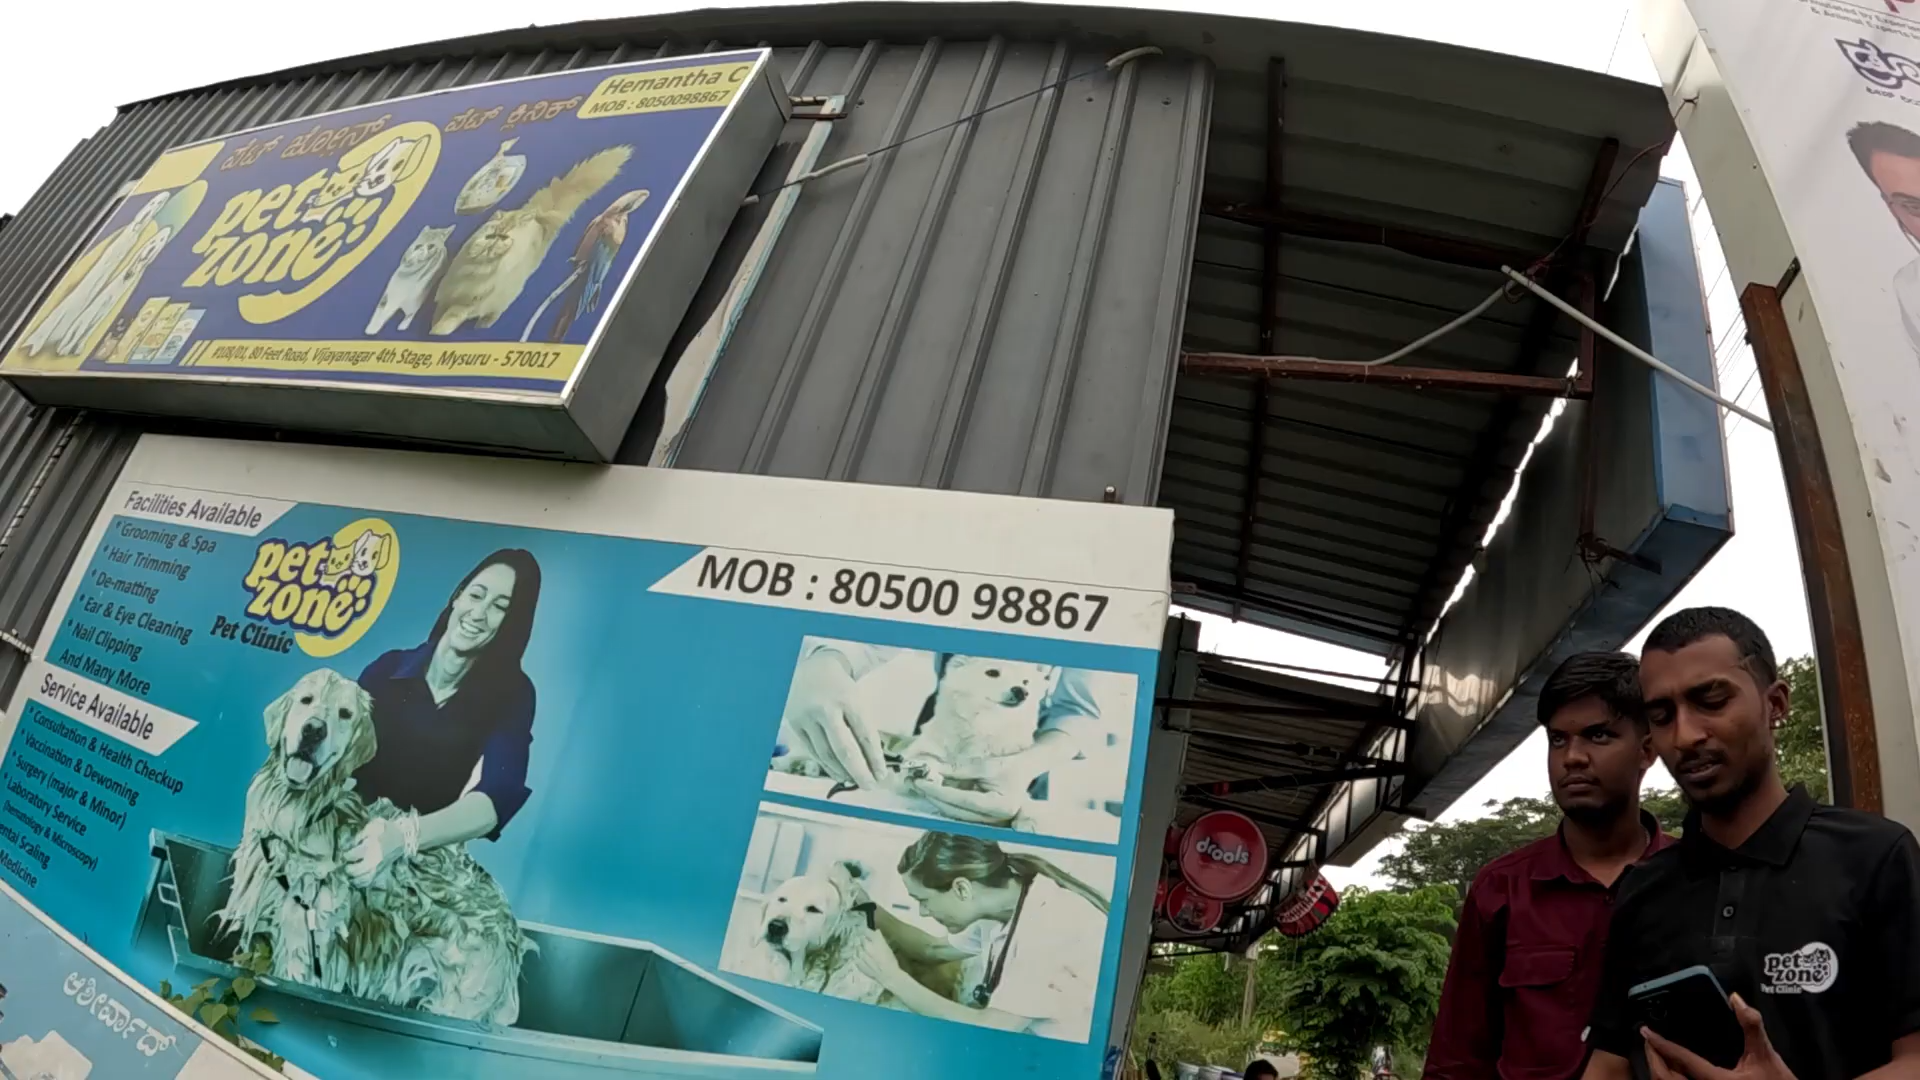 ಪೆಟ್ ಝೋನ್ ಪೆಟ್ ಕ್ಲಿನಿಕ್
Hemantha C
MOB : 8050098867
pet
zone
#108/01, 80 Feet Road, Vijayanagar 4th Stage, Mysuru - 570017
Facilities Available
* Grooming & Spa
* Hair Trimming
* De-matting
* Ear & Eye Cleaning
* Nail Clipping
And Many More
Service Available
* Consultation & Health Checkup
* Vaccination & Dewoming
* Surgery (major & Minor)
* Laboratory Service
(hematology & Microscopy)
Scaling
Medicine
pet
zone
Pet Clinic
MOB : 80500 98867
drools
pet
zone
Pet Clinic